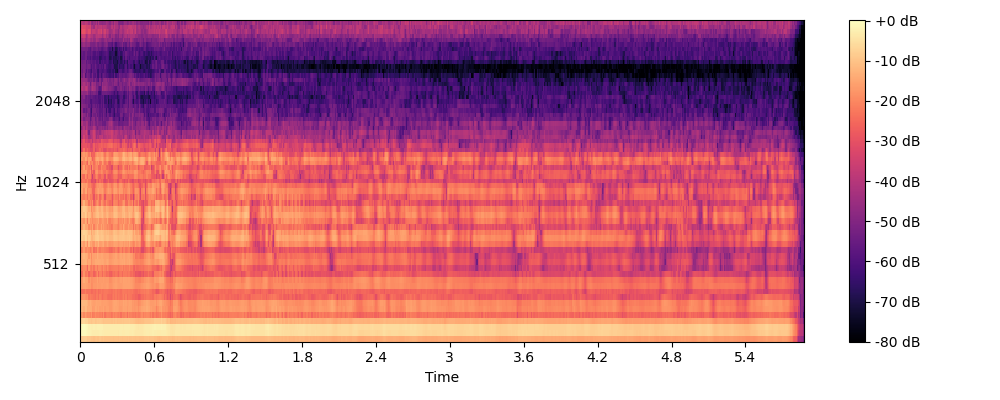 +0 dB
-10 dB
-20 dB
-30 dB
-40 dB
-50 dB
-60 dB
-70 dB
-80 dB
2048
1024
512
Hz
0 0.6 1.2 1.8 2.4 3 3.6 4.2 4.8 5.4
Time